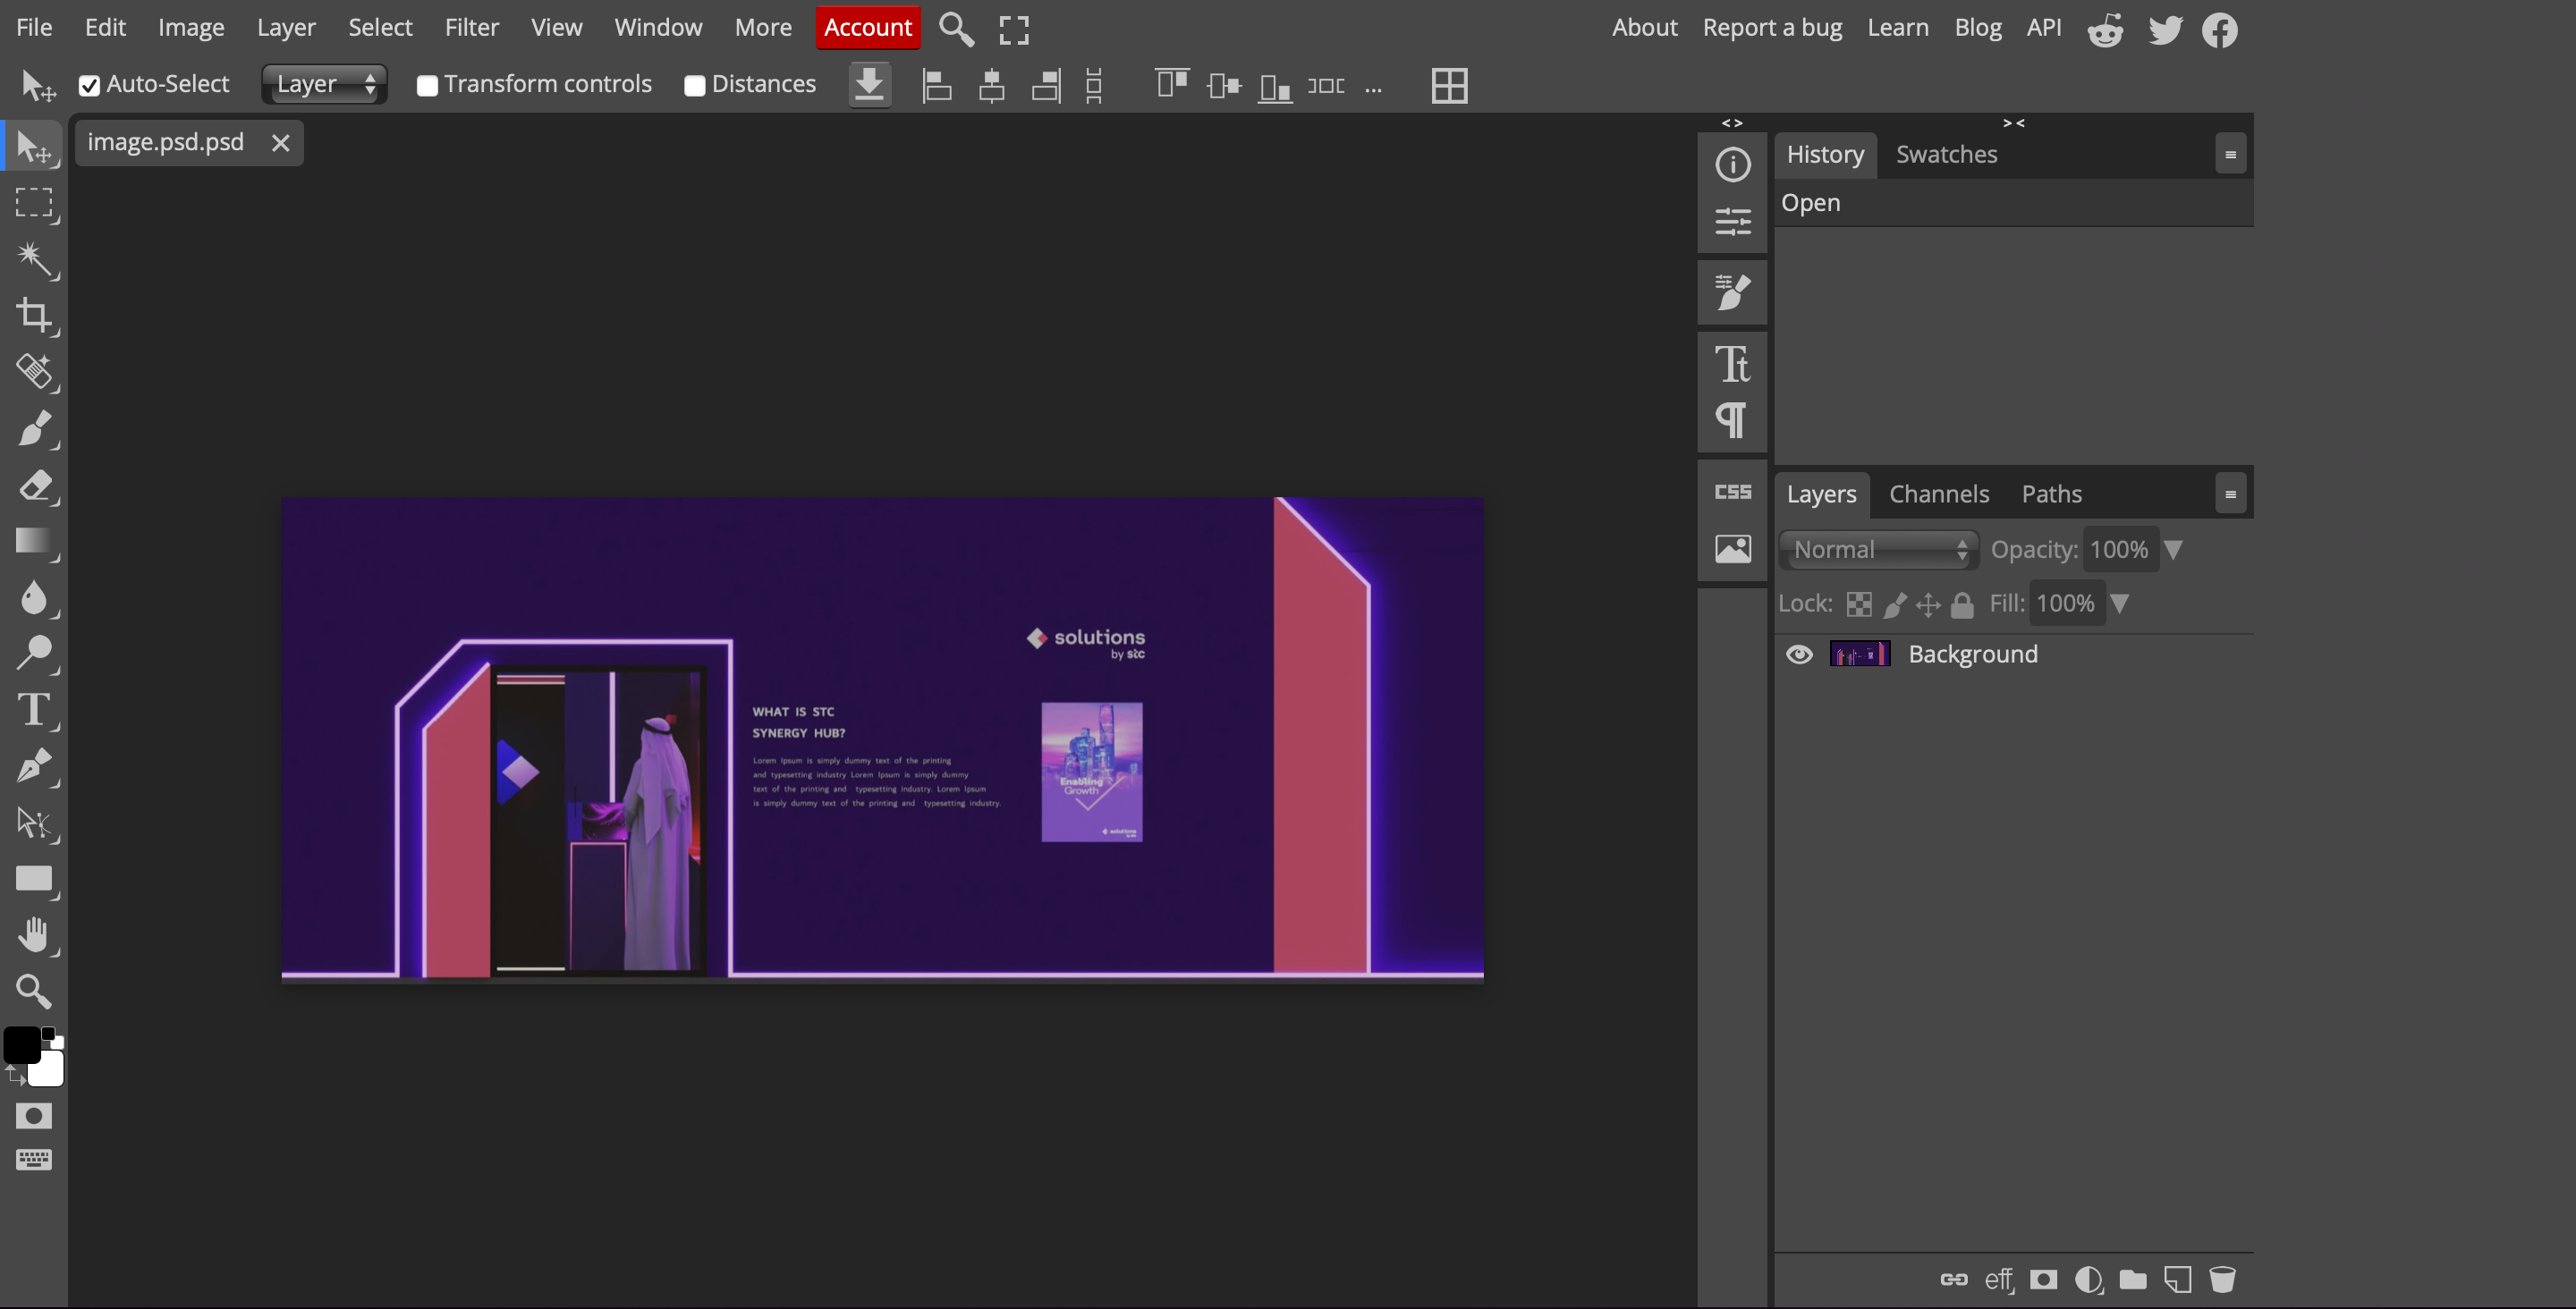 File Edit Image Layer Select Filter View Window More Account About Report a bug Learn Blog API
Auto-Select Layer Transform controls Distances ...
image.psd.psd
< > > <
History Swatches
Open
Tt
¶
CSS
Layers Channels Paths
Normal Opacity: 100%
Lock: Fill: 100%
Background
solutions
by stc
WHAT IS STC
SYNERGY HUB?
Lorem Ipsum is simply dummy text of the printing
and typesetting industry Lorem Ipsum is simply dummy
text of the printing and typesetting industry. Lorem Ipsum
is simply dummy text of the printing and typesetting industry.
Enabling
Growth
solutions
by stc
T
eff